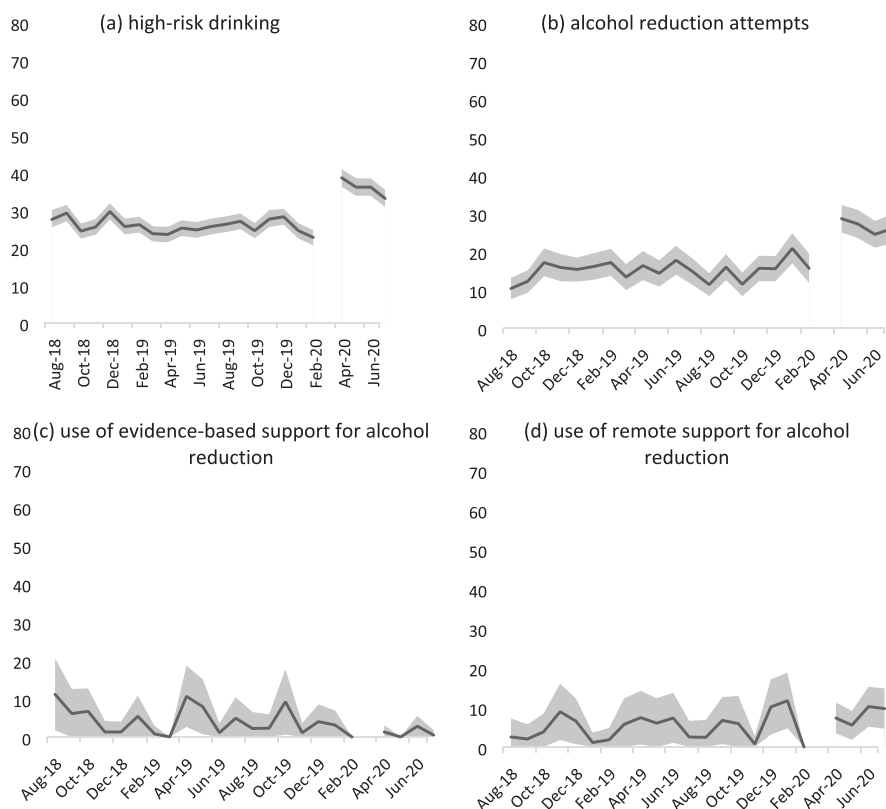 (a) high-risk drinking
80
70
60
50
40
30
20
10
0
Aug-18
Oct-18
Dec-18
Feb-19
Apr-19
Jun-19
Aug-19
Oct-19
Dec-19
Feb-20
Apr-20
Jun-20
(b) alcohol reduction attempts
80
70
60
50
40
30
20
10
0
Aug-18
Oct-18
Dec-18
Feb-19
Apr-19
Jun-19
Aug-19
Oct-19
Dec-19
Feb-20
Apr-20
Jun-20
(c) use of evidence-based support for alcohol
reduction
80
70
60
50
40
30
20
10
0
Aug-18
Oct-18
Dec-18
Feb-19
Apr-19
Jun-19
Aug-19
Oct-19
Dec-19
Feb-20
Apr-20
Jun-20
(d) use of remote support for alcohol
reduction
80
70
60
50
40
30
20
10
0
Aug-18
Oct-18
Dec-18
Feb-19
Apr-19
Jun-19
Aug-19
Oct-19
Dec-19
Feb-20
Apr-20
Jun-20